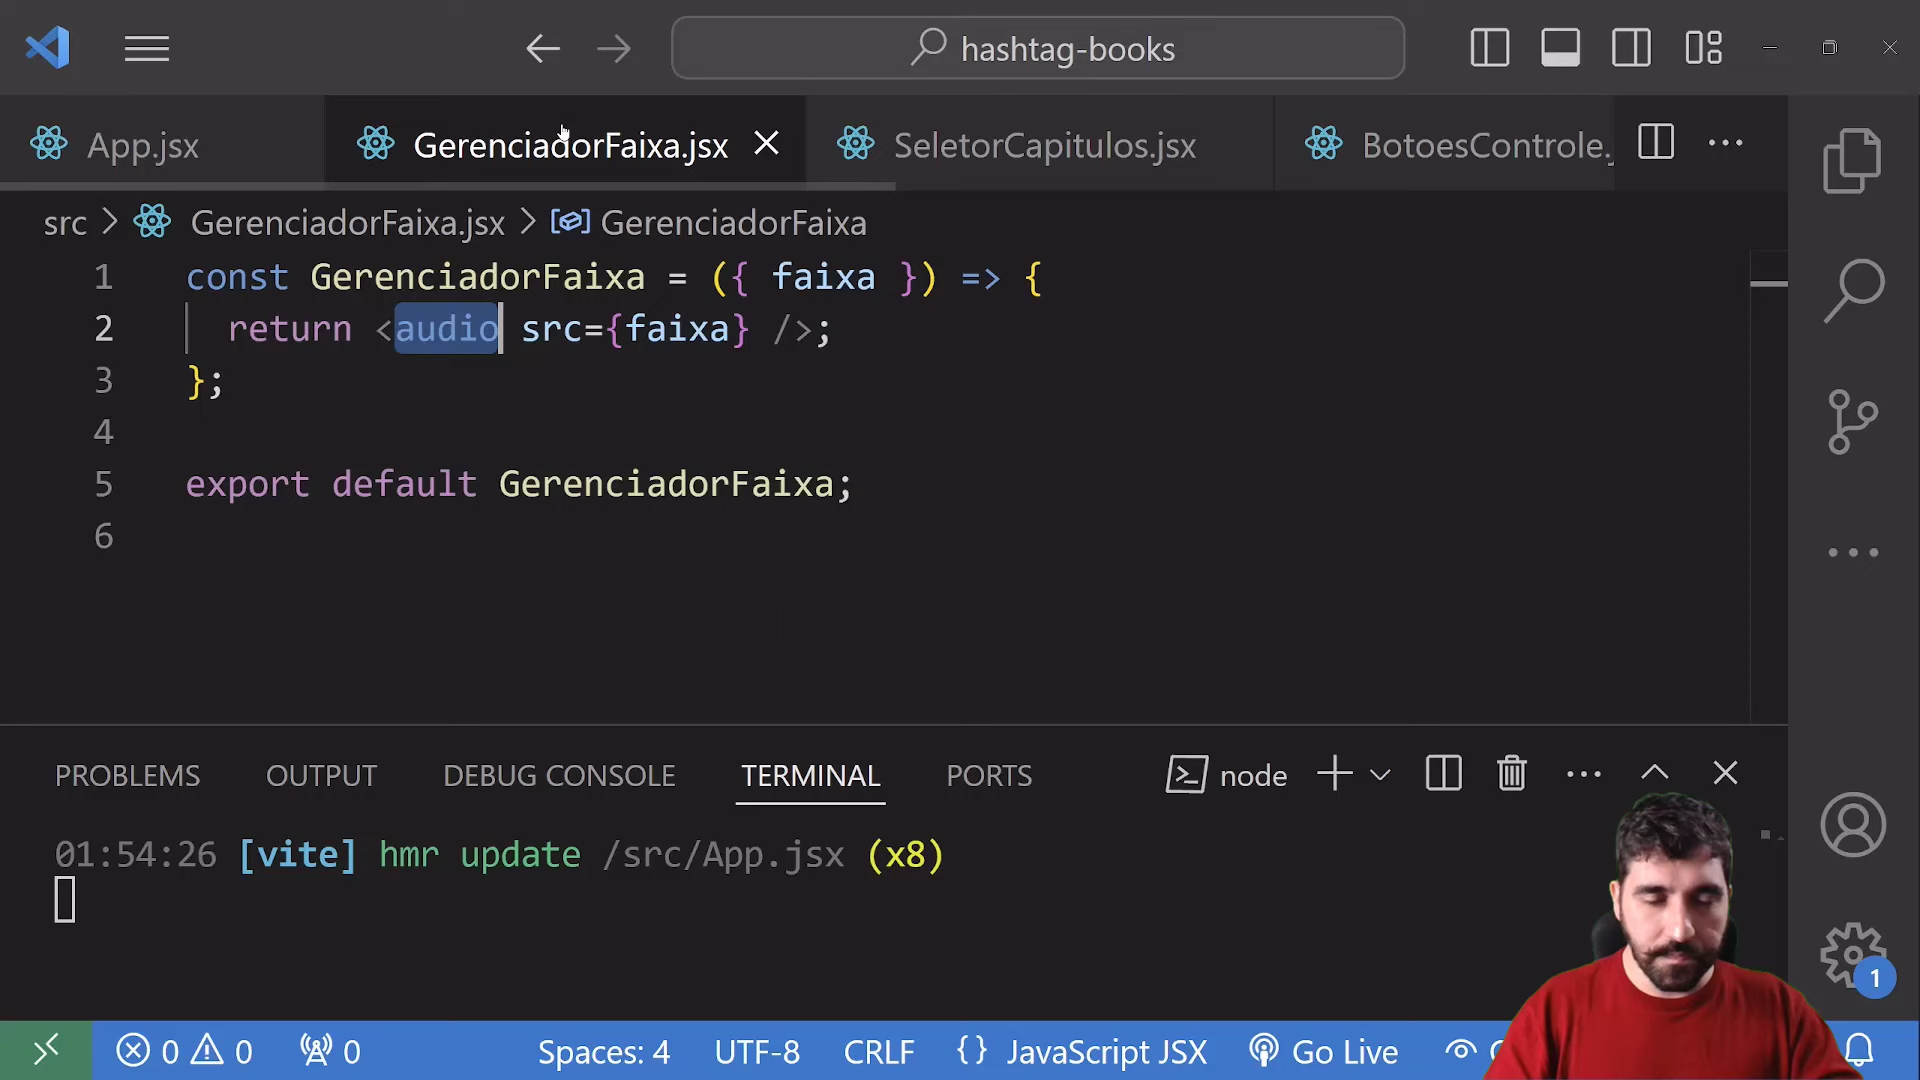 hashtag-books
App.jsx
GerenciadorFaixa.jsx
SeletorCapitulos.jsx
BotoesControle.
src > GerenciadorFaixa.jsx > GerenciadorFaixa
1 const GerenciadorFaixa = ({ faixa }) => {
2 return <audio src={faixa} />;
3 };
4
5 export default GerenciadorFaixa;
6
PROBLEMS OUTPUT DEBUG CONSOLE TERMINAL PORTS node
01:54:26 [vite] hmr update /src/App.jsx (x8)
1
0 0 0 Spaces: 4 UTF-8 CRLF {} JavaScript JSX Go Live